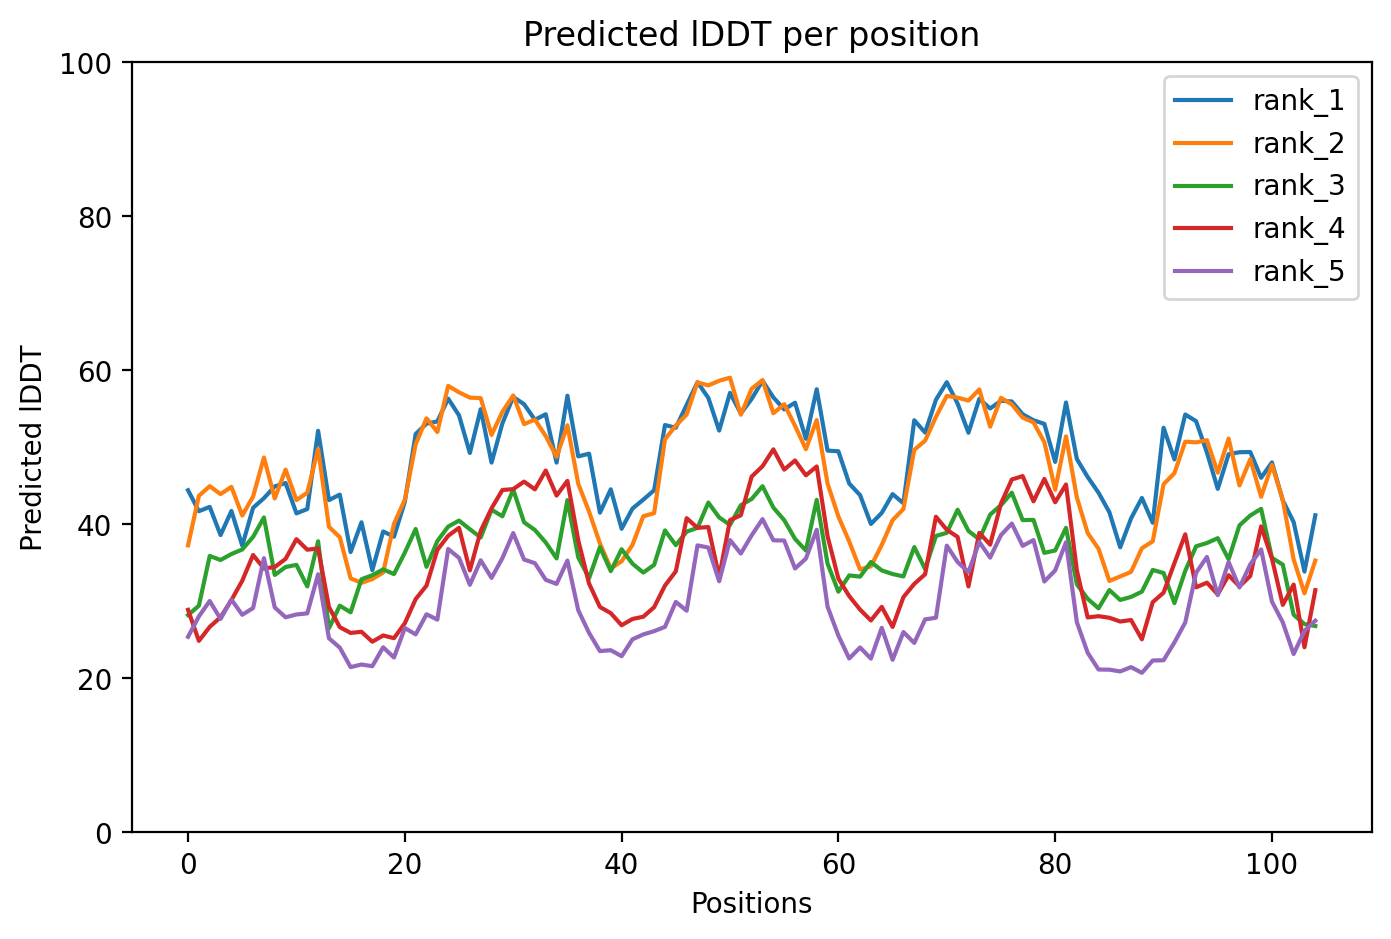 Predicted lDDT per position
100
80
60
40
20
0
Predicted lDDT
rank_1
rank_2
rank_3
rank_4
rank_5
0 20 40 60 80 100
Positions